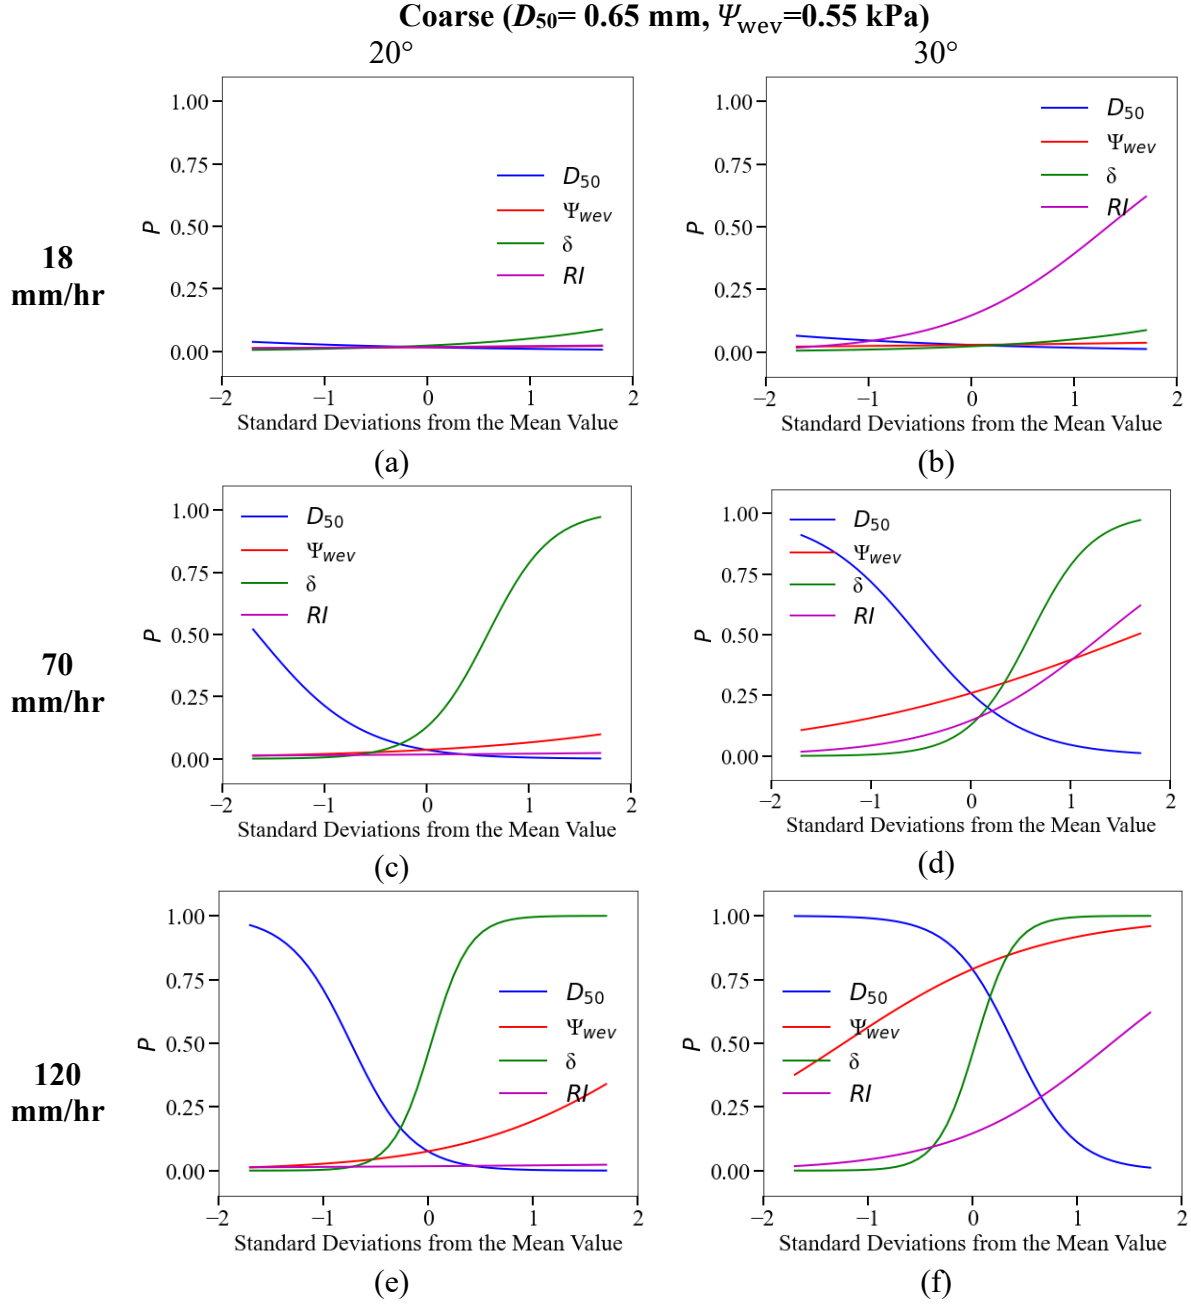 Coarse (D50= 0.65 mm, Ψwev=0.55 kPa)
20°
30°
18
mm/hr
1.00
0.75
0.50
0.25
0.00
P
D50
Ψwev
δ
RI
−2
−1
0
1
2
Standard Deviations from the Mean Value
(a)
1.00
0.75
0.50
0.25
0.00
P
D50
Ψwev
δ
RI
−2
−1
0
1
2
Standard Deviations from the Mean Value
(b)
70
mm/hr
1.00
0.75
0.50
0.25
0.00
P
D50
Ψwev
δ
RI
−2
−1
0
1
2
Standard Deviations from the Mean Value
(c)
1.00
0.75
0.50
0.25
0.00
P
D50
Ψwev
δ
RI
−2
−1
0
1
2
Standard Deviations from the Mean Value
(d)
120
mm/hr
1.00
0.75
0.50
0.25
0.00
P
D50
Ψwev
δ
RI
−2
−1
0
1
2
Standard Deviations from the Mean Value
(e)
1.00
0.75
0.50
0.25
0.00
P
D50
Ψwev
δ
RI
−2
−1
0
1
2
Standard Deviations from the Mean Value
(f)